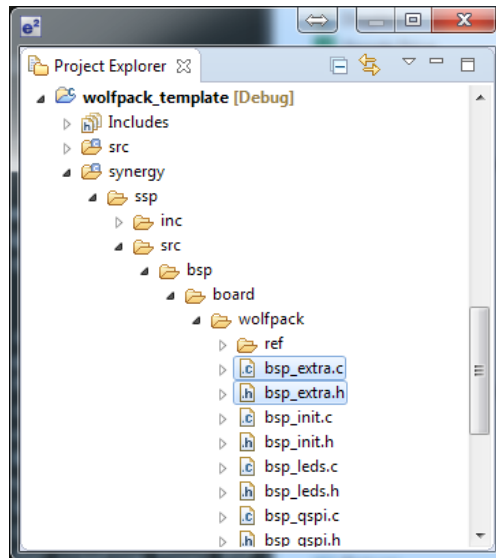 e²
Project Explorer
wolfpack_template [Debug]
Includes
src
synergy
ssp
inc
src
bsp
board
wolfpack
ref
bsp_extra.c
bsp_extra.h
bsp_init.c
bsp_init.h
bsp_leds.c
bsp_leds.h
bsp_qspi.c
bsp_qspi.h